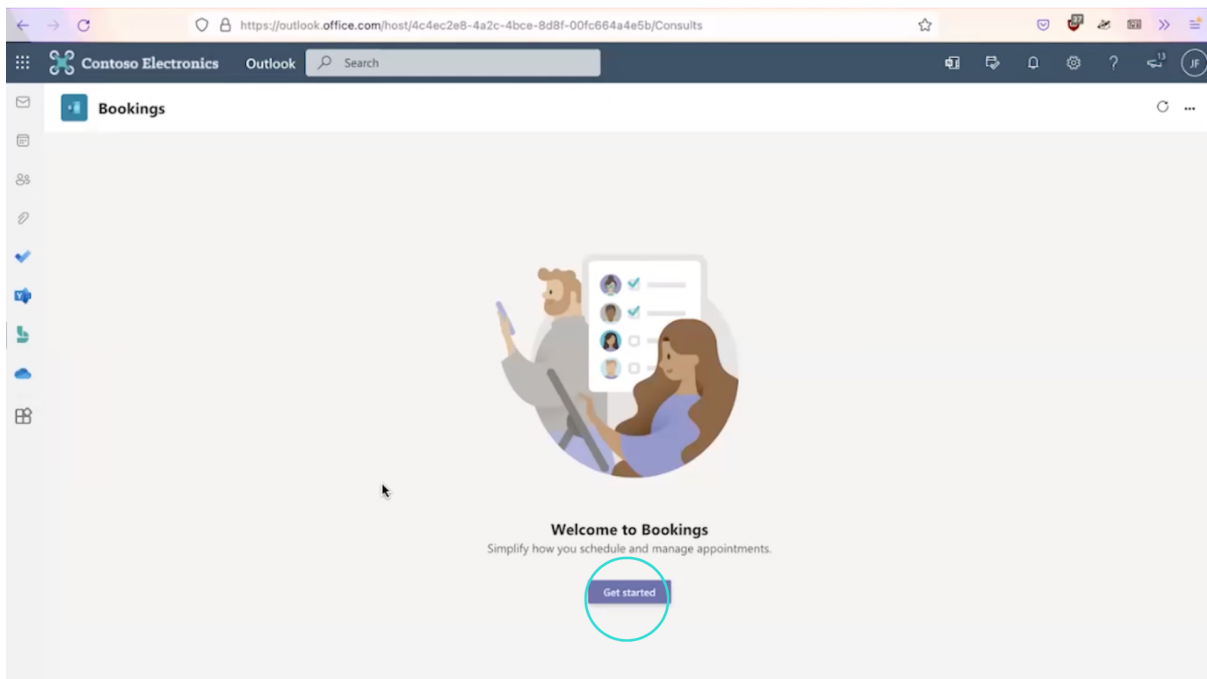 https://outlook.office.com/host/4c4ec2e8-4a2c-4bce-8d8f-00fc664a4e5b/Consults
Contoso Electronics Outlook Search 13 JF
Bookings
Welcome to Bookings
Simplify how you schedule and manage appointments.
Get started